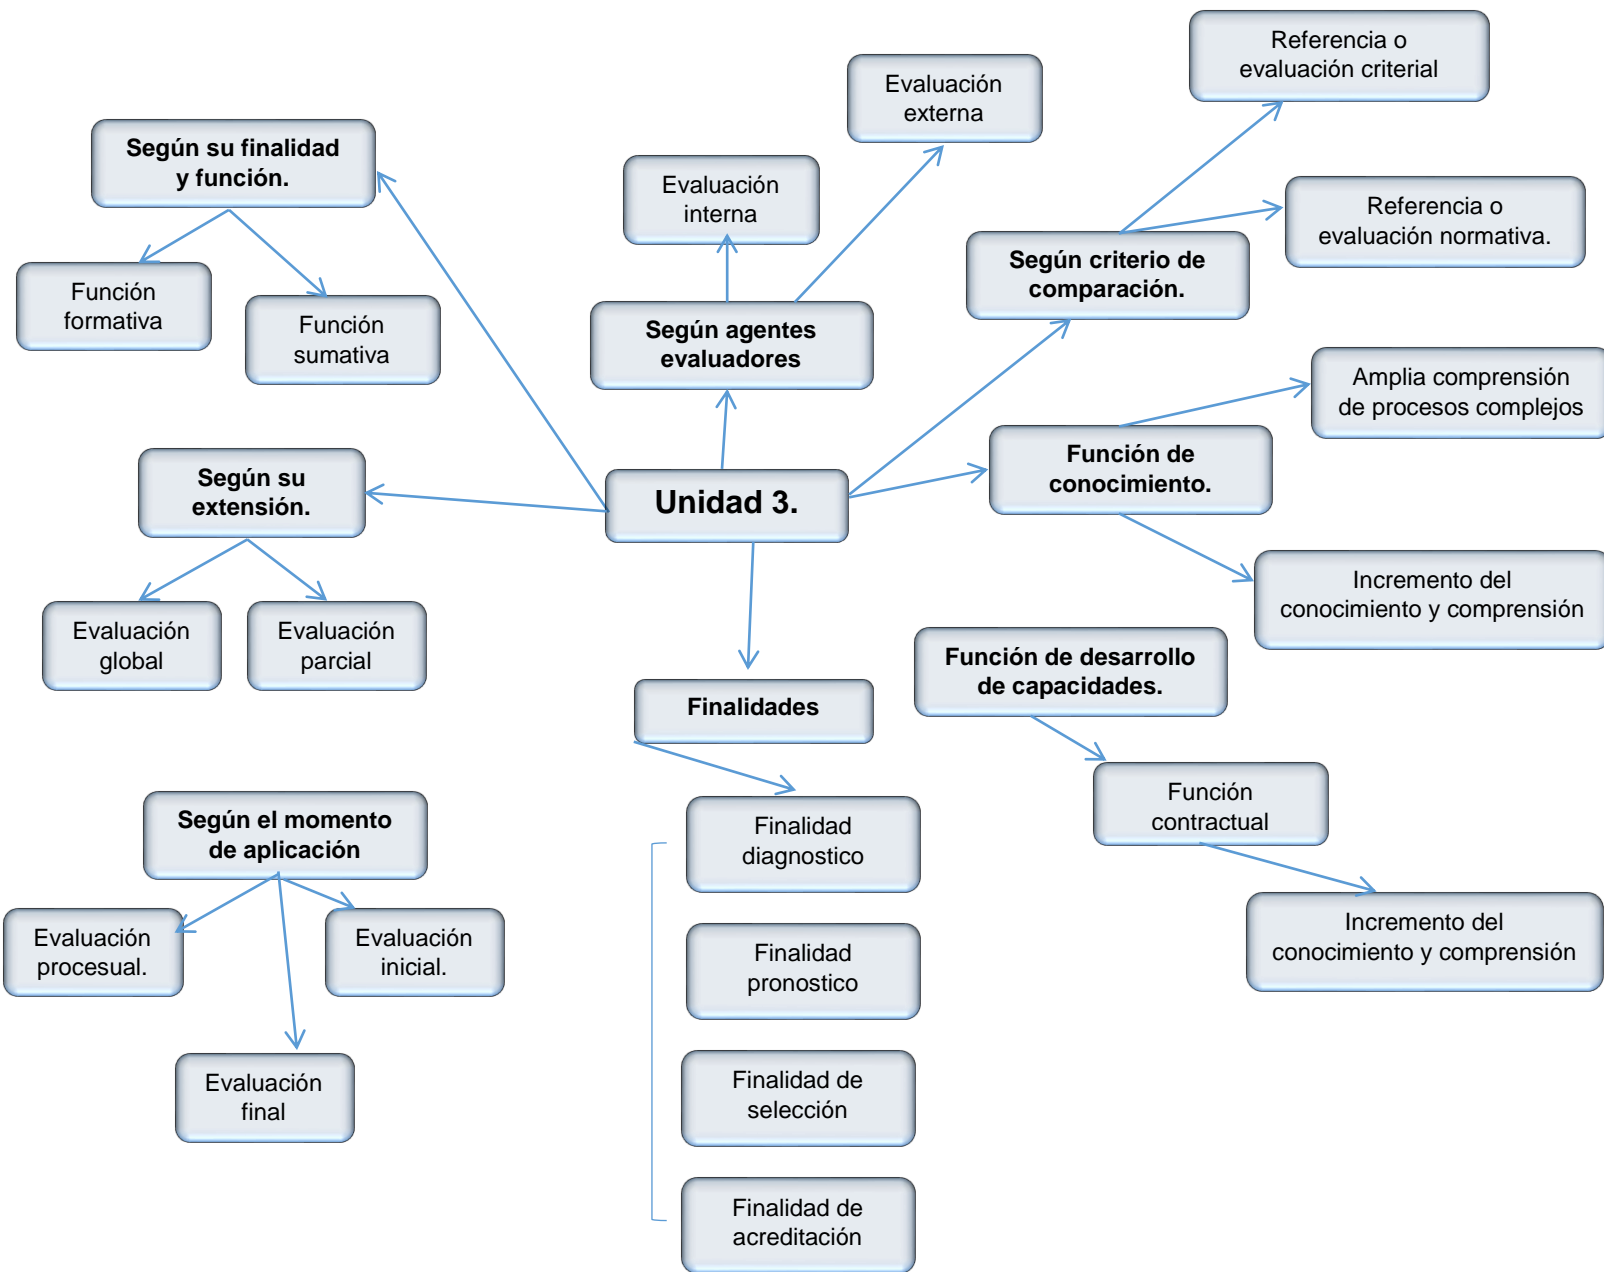 Referencia o
evaluación criterial
Evaluación
externa
Según su finalidad
y función.
Evaluación
interna
Referencia o
evaluación normativa.
Según criterio de
comparación.
Función
formativa
Función
sumativa
Según agentes
evaluadores
Amplia comprensión
de procesos complejos
Función de
conocimiento.
Según su
extensión.
Unidad 3.
Incremento del
conocimiento y comprensión
Evaluación
global
Evaluación
parcial
Función de desarrollo
de capacidades.
Finalidades
Función
contractual
Según el momento
de aplicación
Finalidad
diagnostico
Incremento del
conocimiento y comprensión
Evaluación
procesual.
Evaluación
inicial.
Finalidad
pronostico
Evaluación
final
Finalidad de
selección
Finalidad de
acreditación